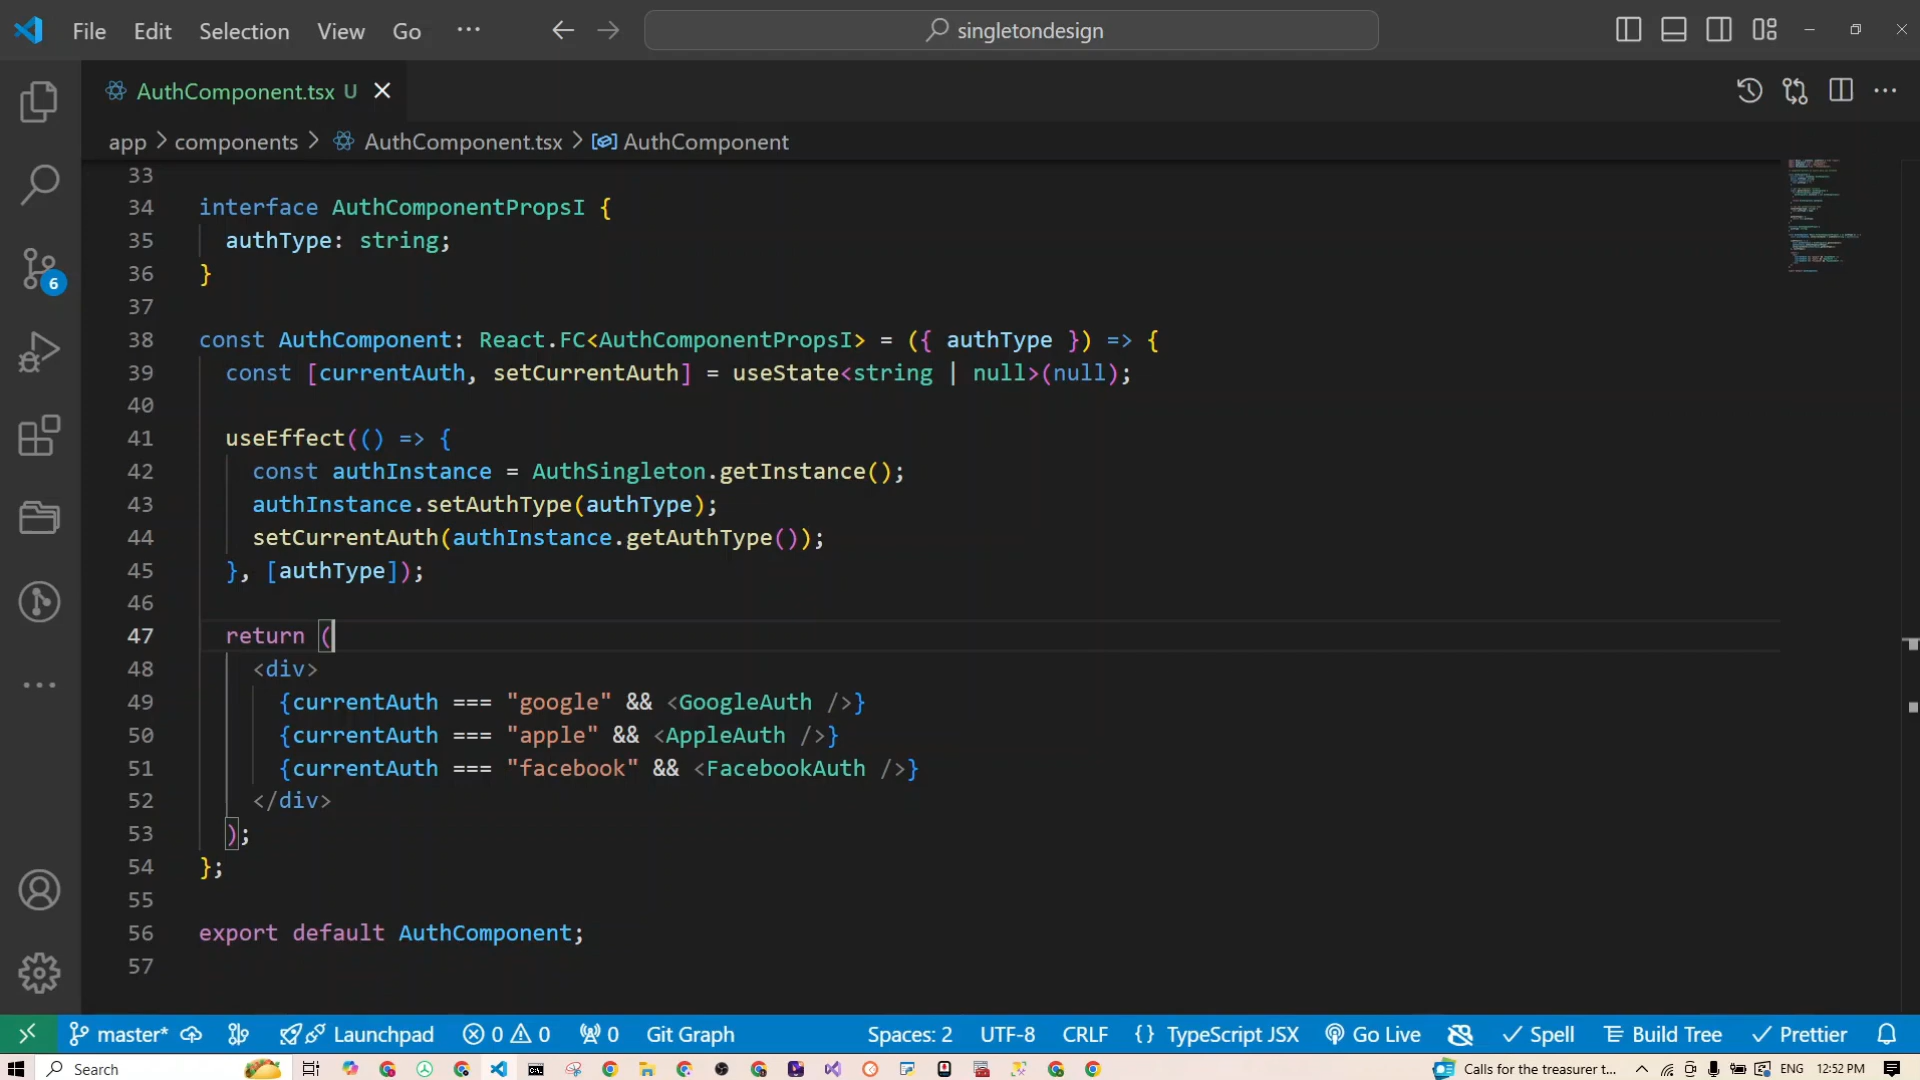 File Edit Selection View Go ··· singletondesign
AuthComponent.tsx U
app > components > AuthComponent.tsx > AuthComponent
33
34 interface AuthComponentPropsI {
35 authType: string;
36 }
37
38 const AuthComponent: React.FC<AuthComponentPropsI> = ({ authType }) => {
39 const [currentAuth, setCurrentAuth] = useState<string | null>(null);
40
41 useEffect(() => {
42 const authInstance = AuthSingleton.getInstance();
43 authInstance.setAuthType(authType);
44 setCurrentAuth(authInstance.getAuthType());
45 }, [authType]);
46
47 return (
48 <div>
49 {currentAuth === "google" && <GoogleAuth />}
50 {currentAuth === "apple" && <AppleAuth />}
51 {currentAuth === "facebook" && <FacebookAuth />}
52 </div>
53 );
54 };
55
56 export default AuthComponent;
57
6
master* Launchpad 0 0 0 Git Graph Spaces: 2 UTF-8 CRLF {} TypeScript JSX Go Live Spell Build Tree Prettier
Search Calls for the treasurer t... ENG 12:52 PM